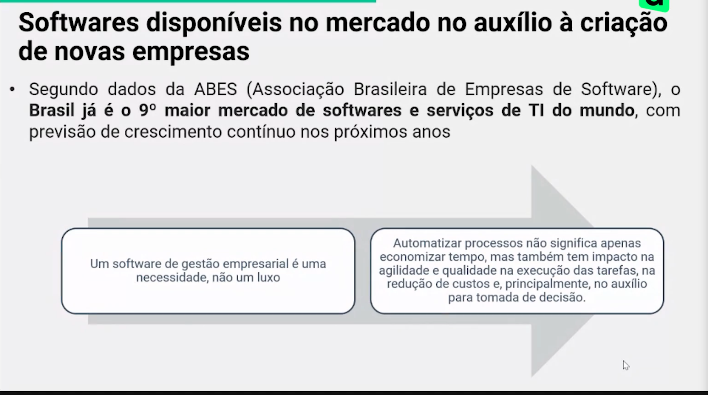 Softwares disponíveis no mercado no auxílio à criação
de novas empresas
• Segundo dados da ABES (Associação Brasileira de Empresas de Software), o
Brasil já é o 9º maior mercado de softwares e serviços de TI do mundo, com
previsão de crescimento contínuo nos próximos anos
Um software de gestão empresarial é uma
necessidade, não um luxo
Automatizar processos não significa apenas
economizar tempo, mas também tem impacto na
agilidade e qualidade na execução das tarefas, na
redução de custos e, principalmente, no auxílio
para tomada de decisão.